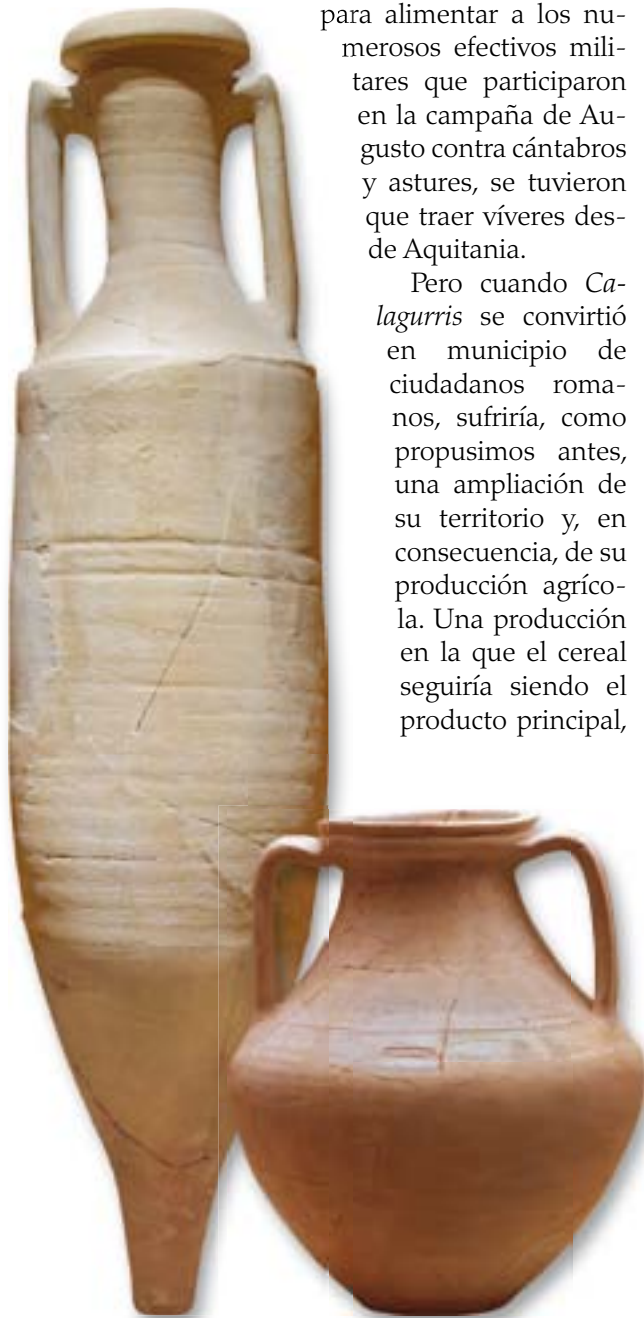 para alimentar a los nu-
merosos efectivos mili-
tares que participaron
en la campaña de Au-
gusto contra cántabros
y astures, se tuvieron
que traer víveres des-
de Aquitania.
Pero cuando Ca-
lagurris se convirtió
en municipio de
ciudadanos roma-
nos, sufriría, como
propusimos antes,
una ampliación de
su territorio y, en
consecuencia, de su
producción agríco-
la. Una producción
en la que el cereal
seguiría siendo el
producto principal,